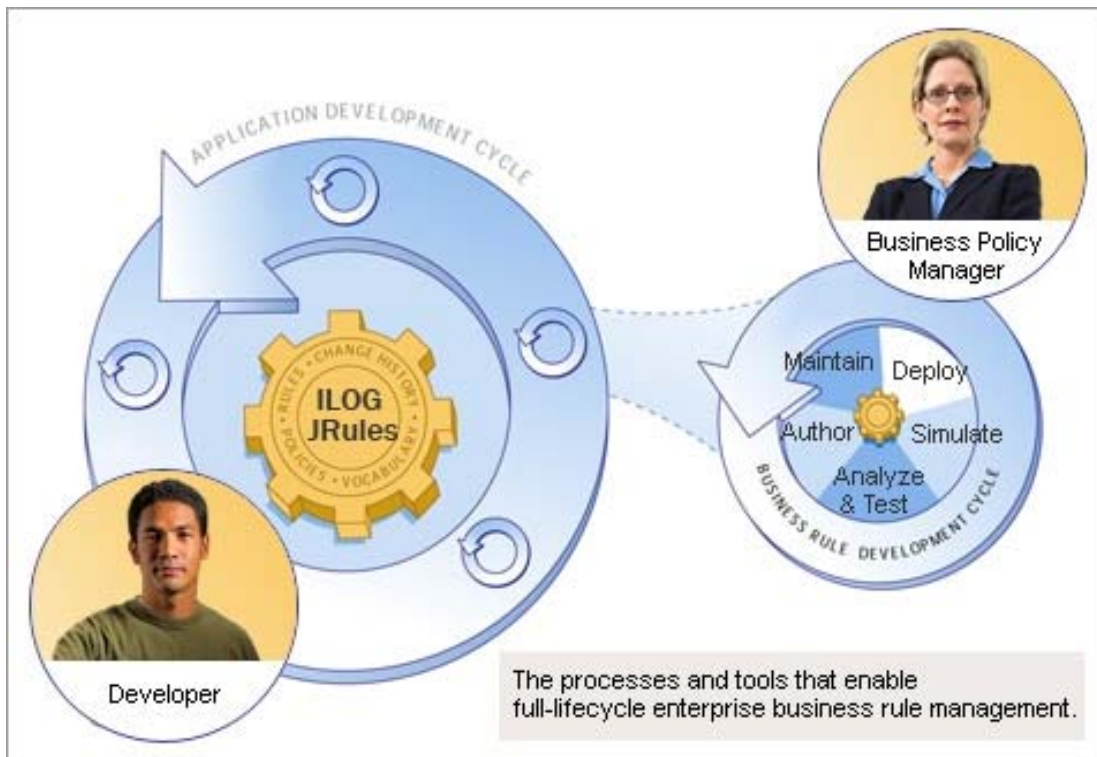 APPLICATION DEVELOPMENT CYCLE
RULES • CHANGE HISTORY • VOCABULARY • POLICIES •
ILOG
JRules
Developer
Business Policy
Manager
Maintain
Deploy
Author
Simulate
Analyze
& Test
BUSINESS RULE DEVELOPMENT CYCLE
The processes and tools that enable
full-lifecycle enterprise business rule management.